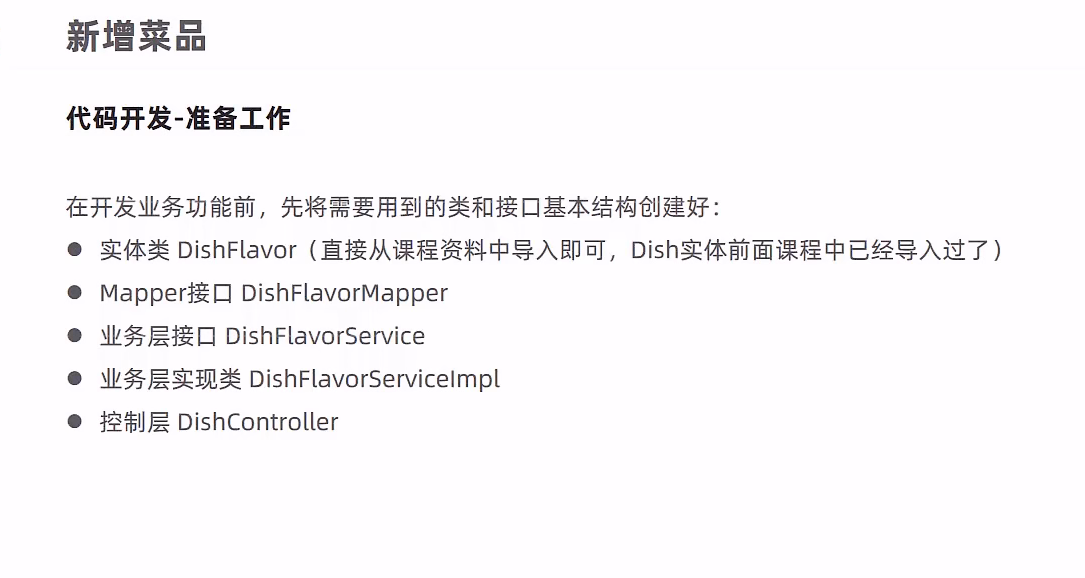 新增菜品
代码开发-准备工作
在开发业务功能前，先将需要用到的类和接口基本结构创建好：
● 实体类 DishFlavor（直接从课程资料中导入即可，Dish实体前面课程中已经导入过了）
● Mapper接口 DishFlavorMapper
● 业务层接口 DishFlavorService
● 业务层实现类 DishFlavorServiceImpl
● 控制层 DishController